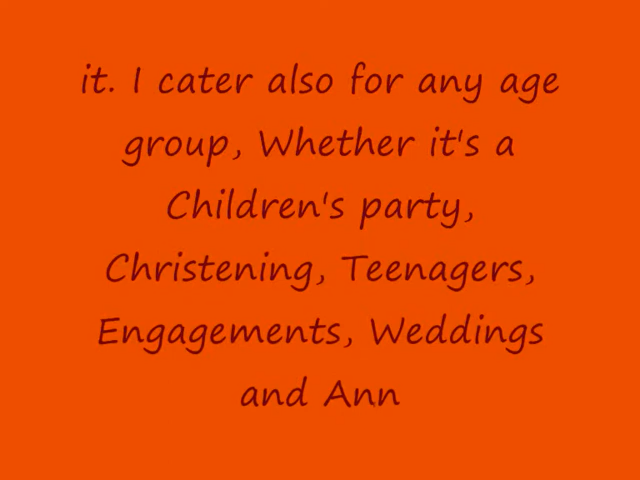 it. I cater also for any age
group, Whether it's a
Children's party,
Christening, Teenagers,
Engagements, Weddings
and Ann